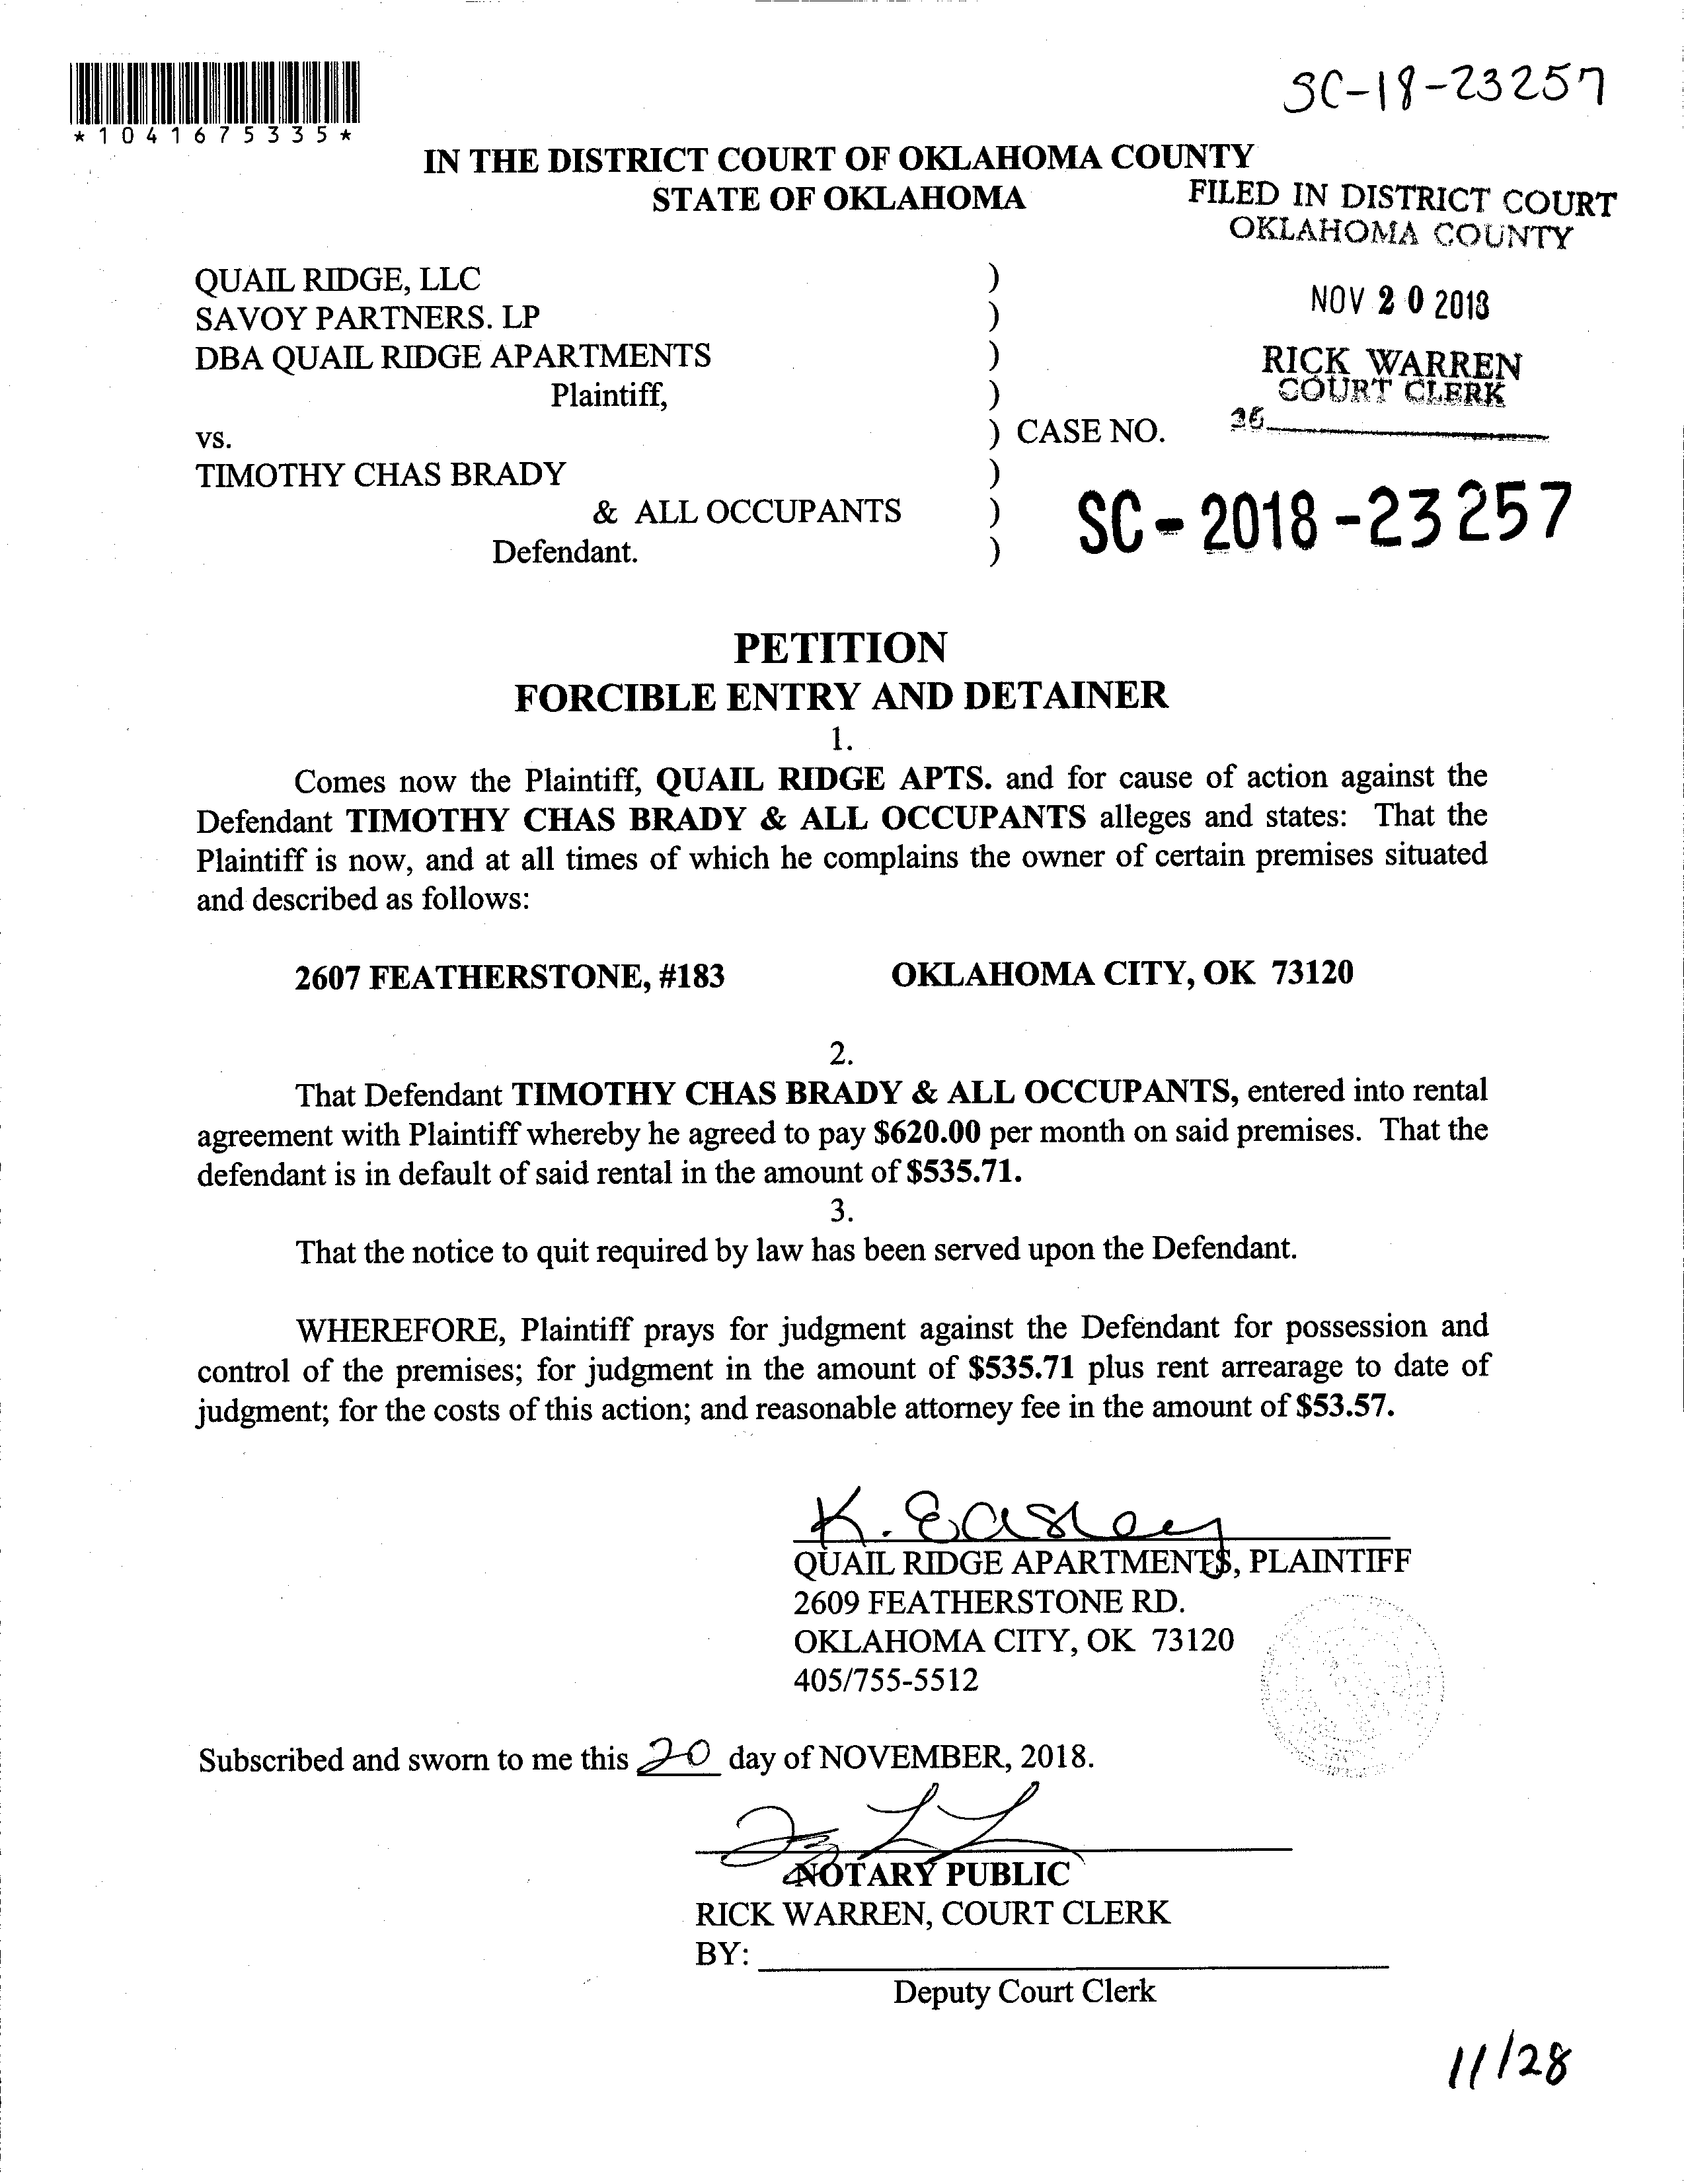 SC-18-23257
*1041675335*
IN THE DISTRICT COURT OF OKLAHOMA COUNTY
STATE OF OKLAHOMA
FILED IN DISTRICT COURT
OKLAHOMA COUNTY
QUAIL RIDGE, LLC )
SAVOY PARTNERS. LP ) NOV 20 2018
DBA QUAIL RIDGE APARTMENTS ) RICK WARREN
COURT CLERK
Plaintiff, )
vs. ) CASE NO. 36
TIMOTHY CHAS BRADY )
& ALL OCCUPANTS ) SC-2018-23257
Defendant. )
PETITION
FORCIBLE ENTRY AND DETAINER
1.
Comes now the Plaintiff, QUAIL RIDGE APTS. and for cause of action against the
Defendant TIMOTHY CHAS BRADY & ALL OCCUPANTS alleges and states: That the
Plaintiff is now, and at all times of which he complains the owner of certain premises situated
and described as follows:
2607 FEATHERSTONE, #183 OKLAHOMA CITY, OK 73120
2.
That Defendant TIMOTHY CHAS BRADY & ALL OCCUPANTS, entered into rental
agreement with Plaintiff whereby he agreed to pay $620.00 per month on said premises. That the
defendant is in default of said rental in the amount of $535.71.
3.
That the notice to quit required by law has been served upon the Defendant.
WHEREFORE, Plaintiff prays for judgment against the Defendant for possession and
control of the premises; for judgment in the amount of $535.71 plus rent arrearage to date of
judgment; for the costs of this action; and reasonable attorney fee in the amount of $53.57.
K. Easley
QUAIL RIDGE APARTMENTS, PLAINTIFF
2609 FEATHERSTONE RD.
OKLAHOMA CITY, OK 73120
405/755-5512
Subscribed and sworn to me this 20 day of NOVEMBER, 2018.
NOTARY PUBLIC
RICK WARREN, COURT CLERK
BY:
Deputy Court Clerk
11/28